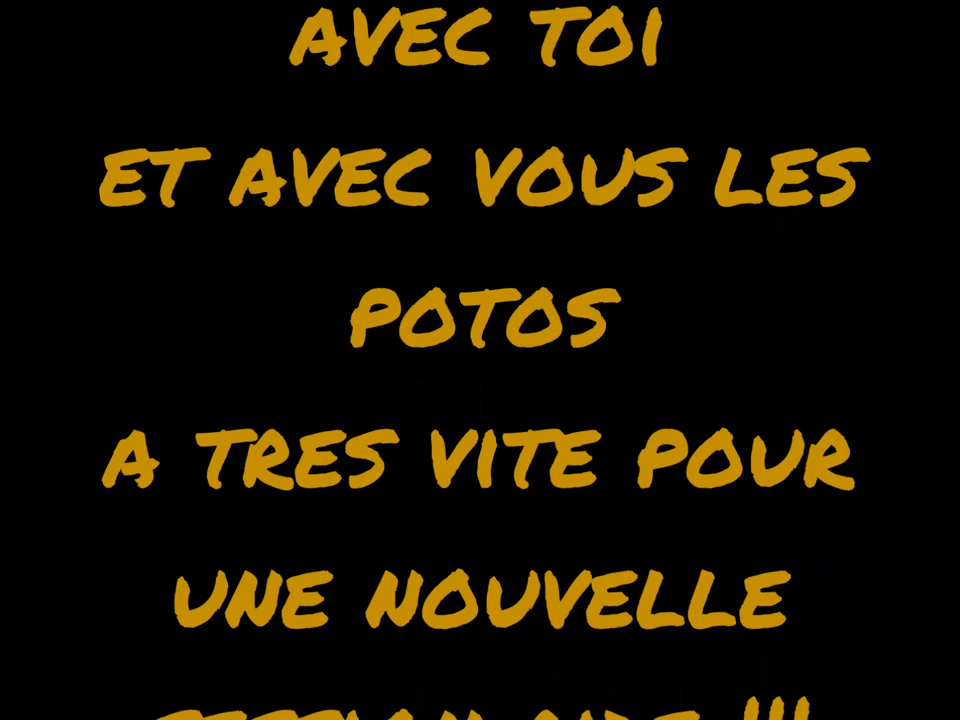 AVEC TOI
ET AVEC VOUS LES
POTOS
A TRES VITE POUR
UNE NOUVELLE
!!!